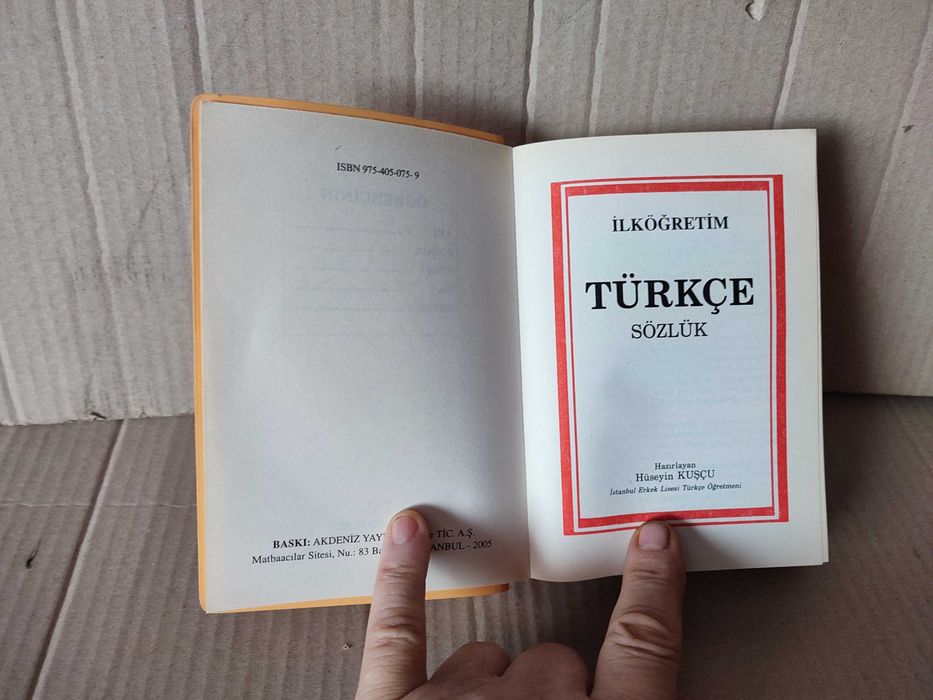 ISBN 975-405-075- 9
BASKI: AKDENİZ YAY e TİC. A.Ş.
Matbaacılar Sitesi, Nu.: 83 Ba ANBUL - 2005
İLKÖĞRETİM
TÜRKÇE
SÖZLÜK
Hazırlayan
Hüseyin KUŞÇU
İstanbul Erkek Lisesi Türkçe Öğretmeni